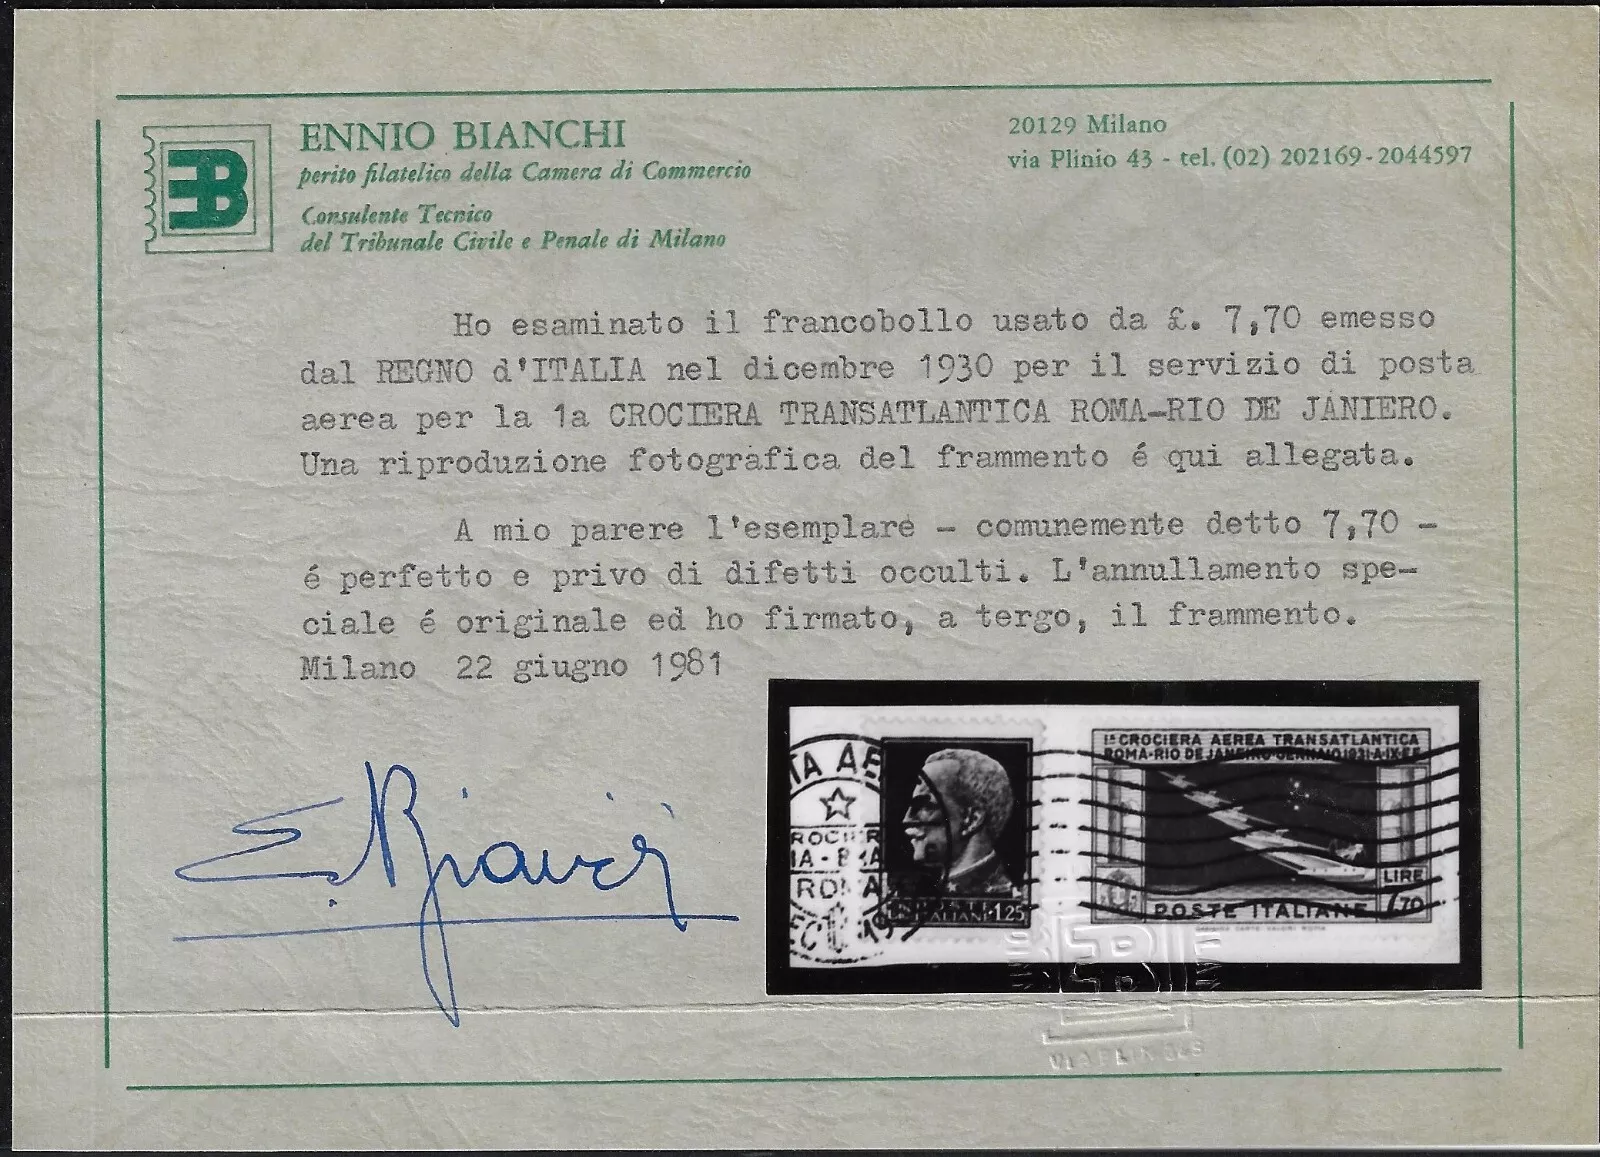 EB
ENNIO BIANCHI
perito filatelico della Camera di Commercio
Consulente Tecnico
del Tribunale Civile e Penale di Milano
20129 Milano
via Plinio 43 - tel. (02) 202169-2044597
Ho esaminato il francobollo usato da £. 7,70 emesso
dal REGNO d'ITALIA nel dicembre 1930 per il servizio di posta
aerea per la 1a CROCIERA TRANSATLANTICA ROMA-RIO DE JANIERO.
Una riproduzione fotografica del frammento é qui allegata.
A mio parere l'esemplare - comunemente detto 7,70 -
é perfetto e privo di difetti occulti. L'annullamento spe-
ciale é originale ed ho firmato, a tergo, il frammento.
Milano 22 giugno 1981
E. Bianchi
TA AE
ROMA
1,25
1ª CROCIERA AEREA TRANSATLANTICA
ROMA-RIO DE JANEIRO-GENNAIO 1931-A-IX-E.F.
LIRE
7,70
POSTE ITALIANE